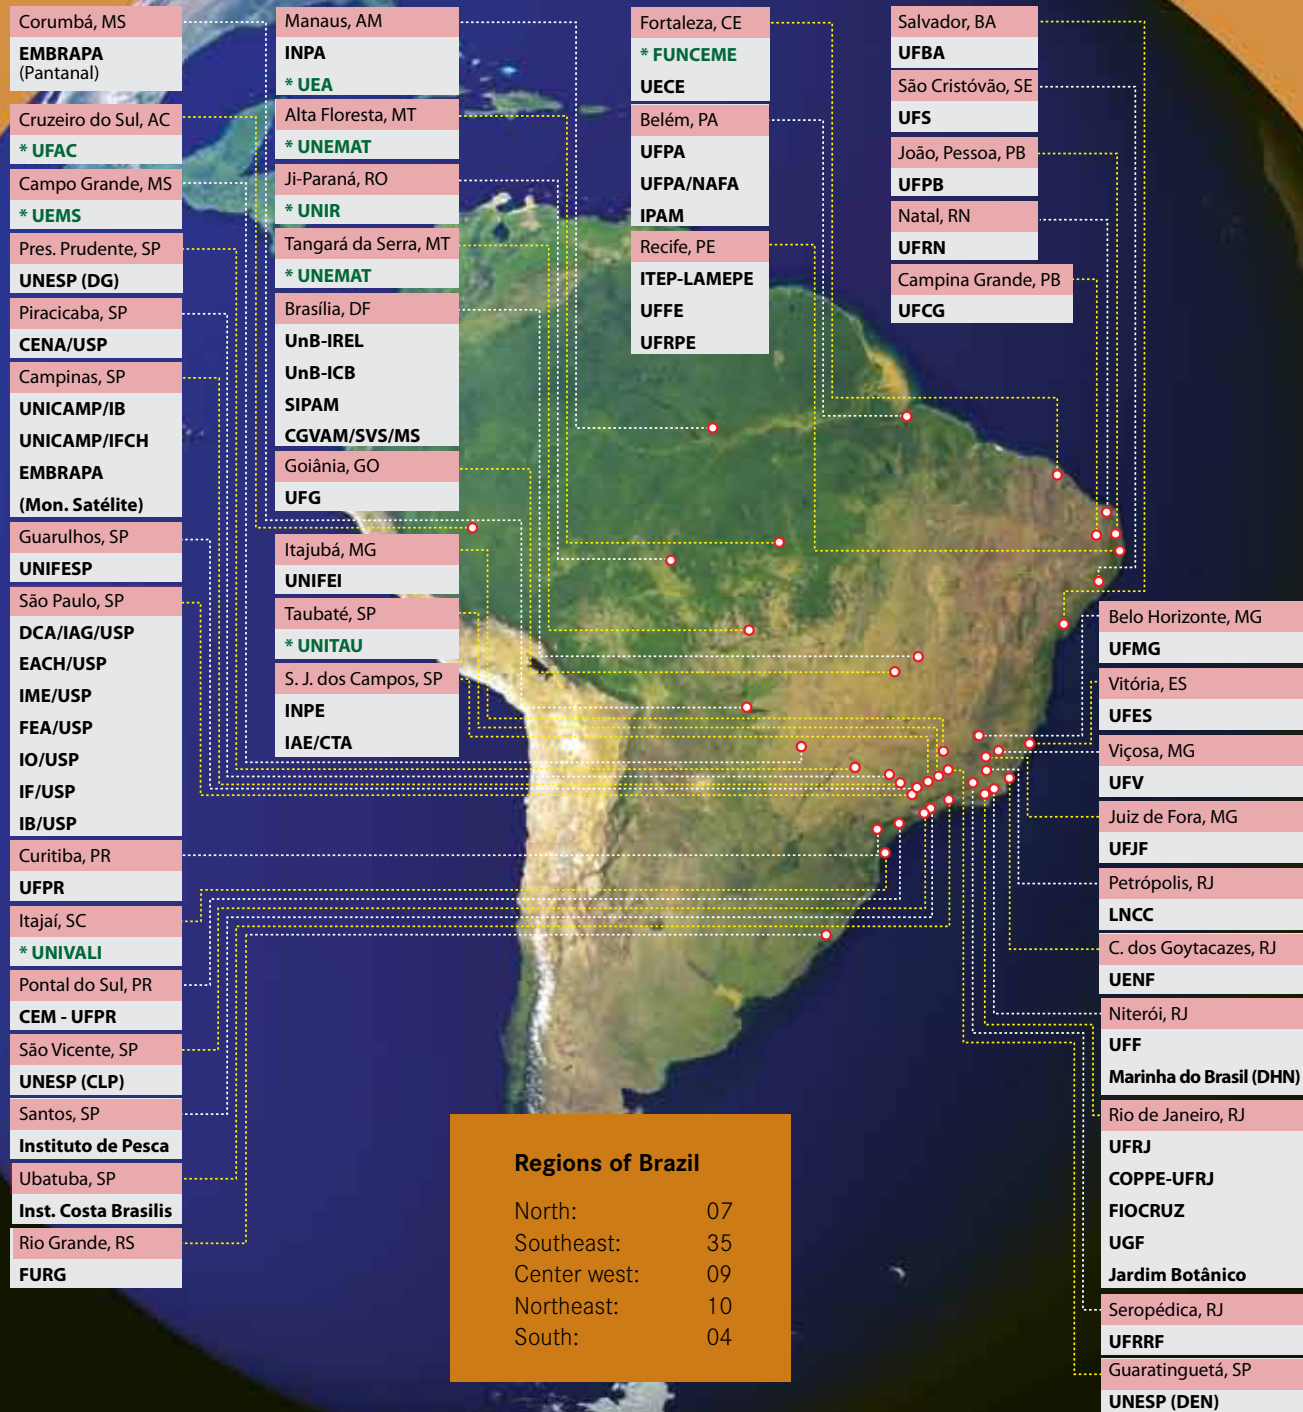 Corumbá, MS
EMBRAPA
(Pantanal)
Cruzeiro do Sul, AC
* UFAC
Campo Grande, MS
* UEMS
Pres. Prudente, SP
UNESP (DG)
Piracicaba, SP
CENA/USP
Campinas, SP
UNICAMP/IB
UNICAMP/IFCH
EMBRAPA
(Mon. Satélite)
Guarulhos, SP
UNIFESP
São Paulo, SP
DCA/IAG/USP
EACH/USP
IME/USP
FEA/USP
IO/USP
IF/USP
IB/USP
Curitiba, PR
UFPR
Itajaí, SC
* UNIVALI
Pontal do Sul, PR
CEM - UFPR
São Vicente, SP
UNESP (CLP)
Santos, SP
Instituto de Pesca
Ubatuba, SP
Inst. Costa Brasilis
Rio Grande, RS
FURG
Manaus, AM
INPA
* UEA
Alta Floresta, MT
* UNEMAT
Ji-Paraná, RO
* UNIR
Tangará da Serra, MT
* UNEMAT
Brasília, DF
UnB-IREL
UnB-ICB
SIPAM
CGVAM/SVS/MS
Goiânia, GO
UFG
Itajubá, MG
UNIFEI
Taubaté, SP
* UNITAU
S. J. dos Campos, SP
INPE
IAE/CTA
Fortaleza, CE
* FUNCEME
UECE
Belém, PA
UFPA
UFPA/NAFA
IPAM
Recife, PE
ITEP-LAMEPE
UFFE
UFRPE
Salvador, BA
UFBA
São Cristóvão, SE
UFS
João, Pessoa, PB
UFPB
Natal, RN
UFRN
Campina Grande, PB
UFCG
Belo Horizonte, MG
UFMG
Vitória, ES
UFES
Viçosa, MG
UFV
Juiz de Fora, MG
UFJF
Petrópolis, RJ
LNCC
C. dos Goytacazes, RJ
UENF
Niterói, RJ
UFF
Marinha do Brasil (DHN)
Rio de Janeiro, RJ
UFRJ
COPPE-UFRJ
FIOCRUZ
UGF
Jardim Botânico
Seropédica, RJ
UFRRF
Guaratinguetá, SP
UNESP (DEN)
Regions of Brazil
North: 07
Southeast: 35
Center west: 09
Northeast: 10
South: 04